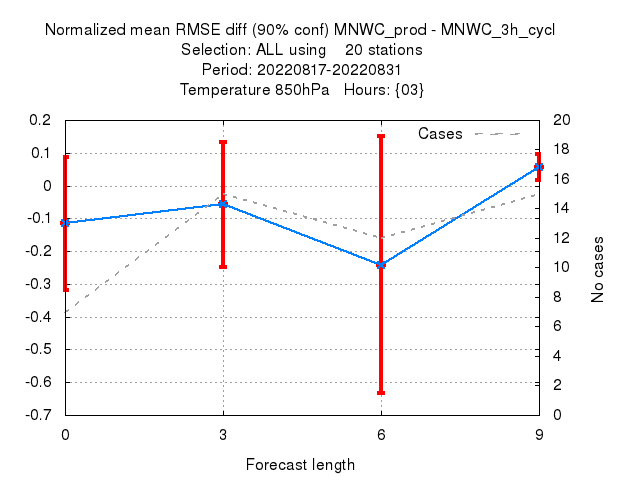 Normalized mean RMSE diff (90% conf) MNWC_prod - MNWC_3h_cycl
Selection: ALL using 20 stations
Period: 20220817-20220831
Temperature 850hPa Hours: {03}
Cases
0.2
0.1
0
-0.1
-0.2
-0.3
-0.4
-0.5
-0.6
-0.7
20
18
16
14
12
10
8
6
4
2
0
No cases
0 3 6 9
Forecast length